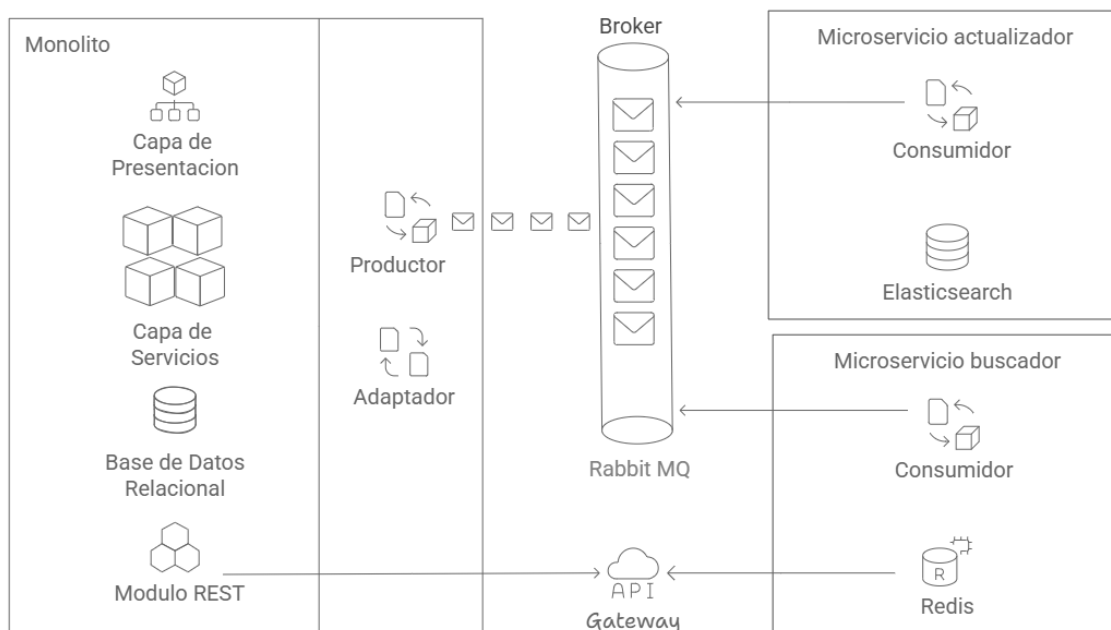 Monolito
Capa de
Presentacion
Capa de
Servicios
Base de Datos
Relacional
Modulo REST
Productor
Adaptador
Broker
Rabbit MQ
API
Gateway
Microservicio actualizador
Consumidor
Elasticsearch
Microservicio buscador
Consumidor
R
Redis